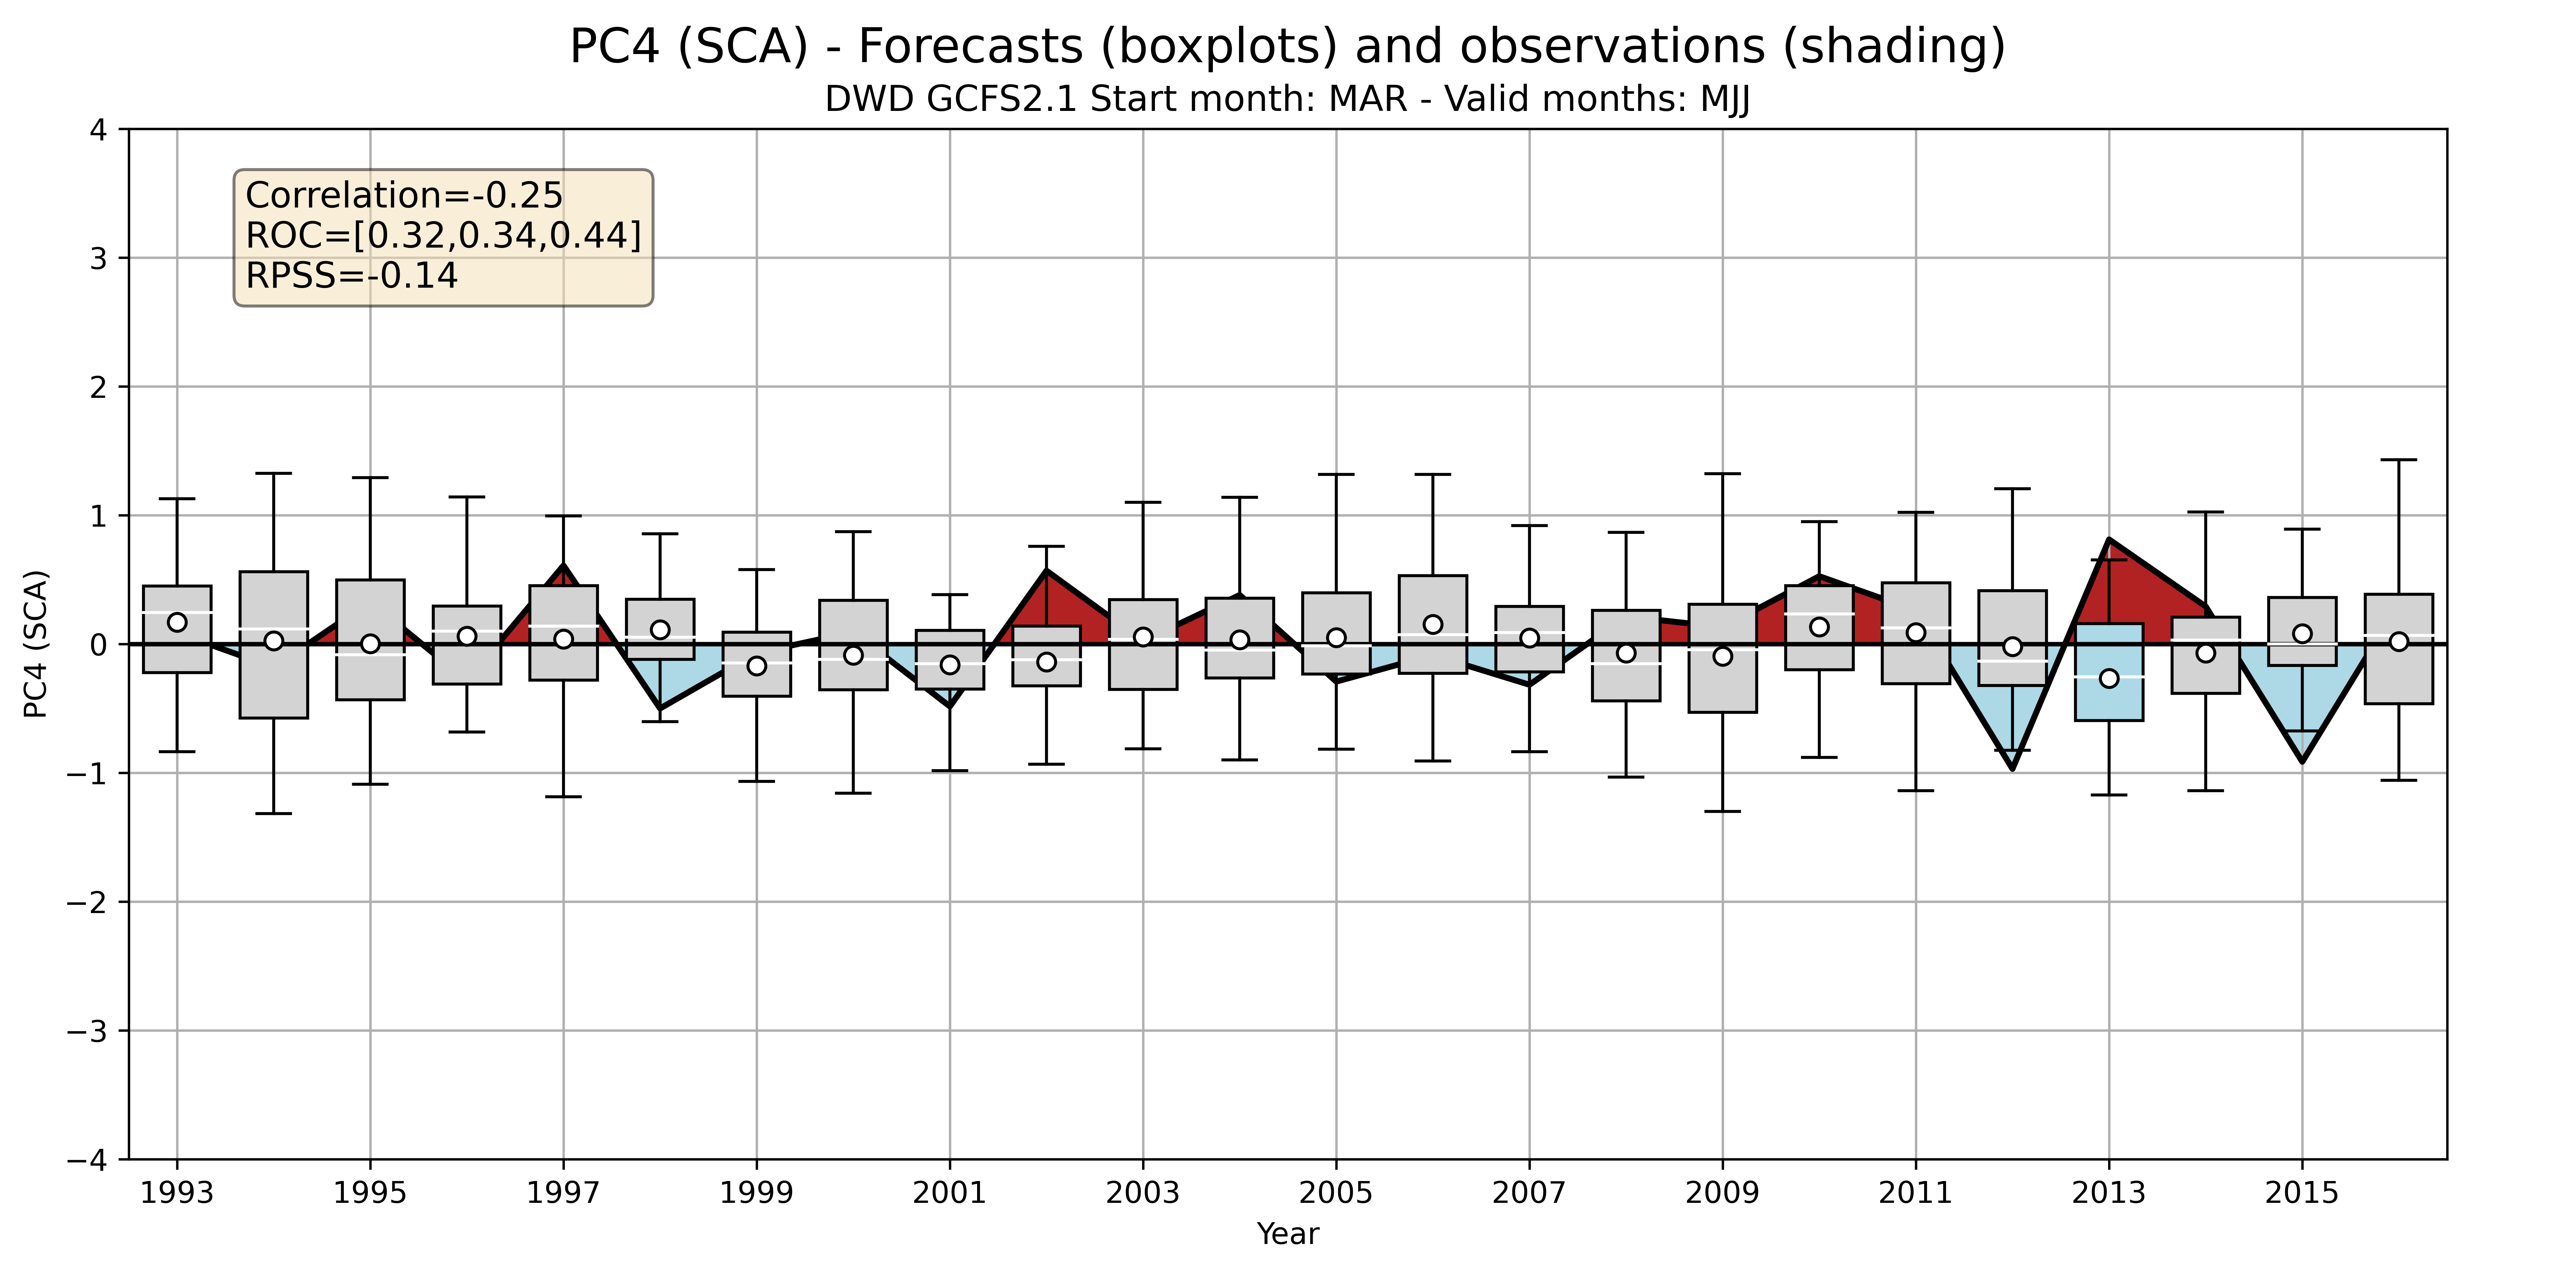 PC4 (SCA) - Forecasts (boxplots) and observations (shading)
DWD GCFS2.1 Start month: MAR - Valid months: MJJ
Correlation=-0.25
ROC=[0.32,0.34,0.44]
RPSS=-0.14
PC4 (SCA)
4
3
2
1
0
−1
−2
−3
−4
1993 1995 1997 1999 2001 2003 2005 2007 2009 2011 2013 2015
Year